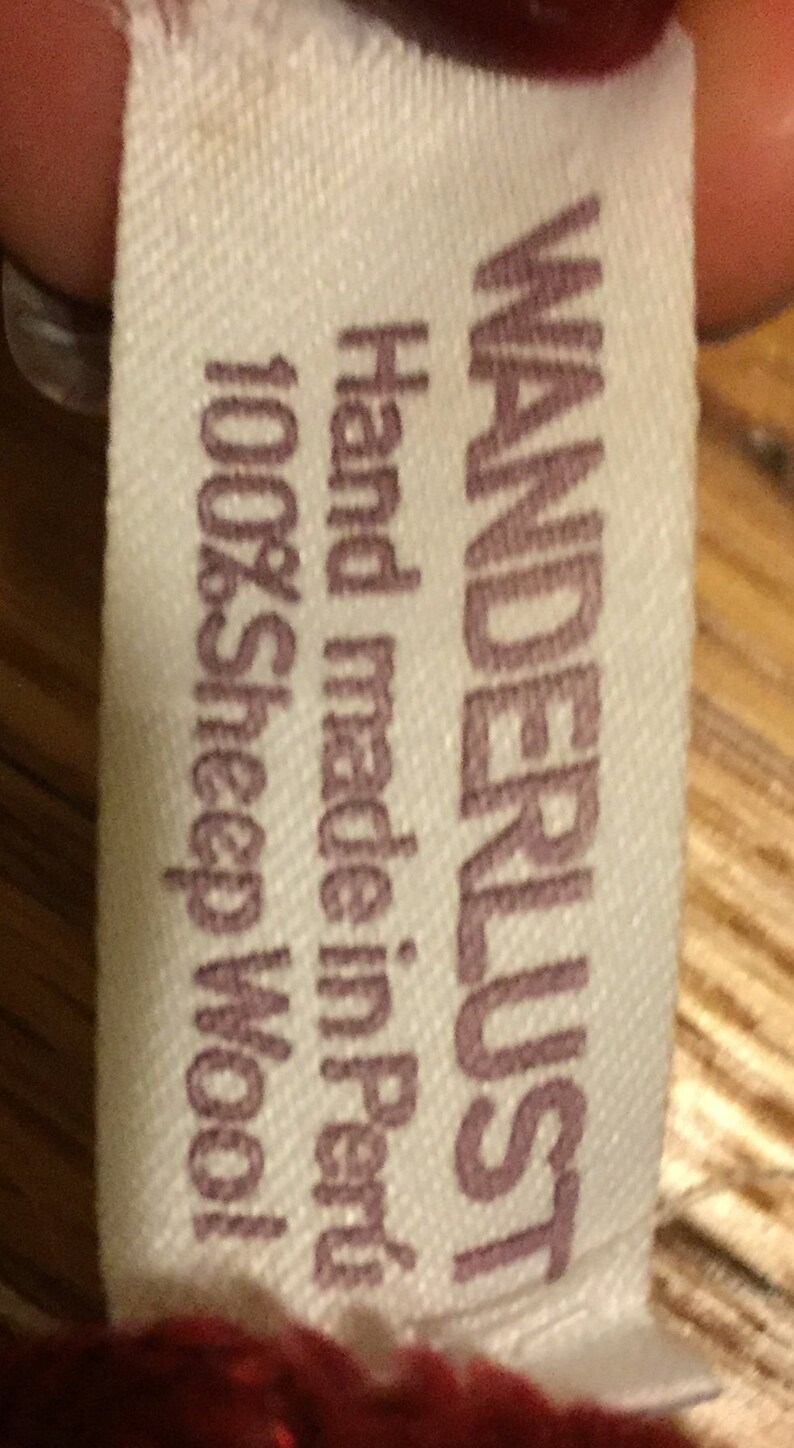 WANDERLUST
Hand made in Perú
100%Sheep Wool